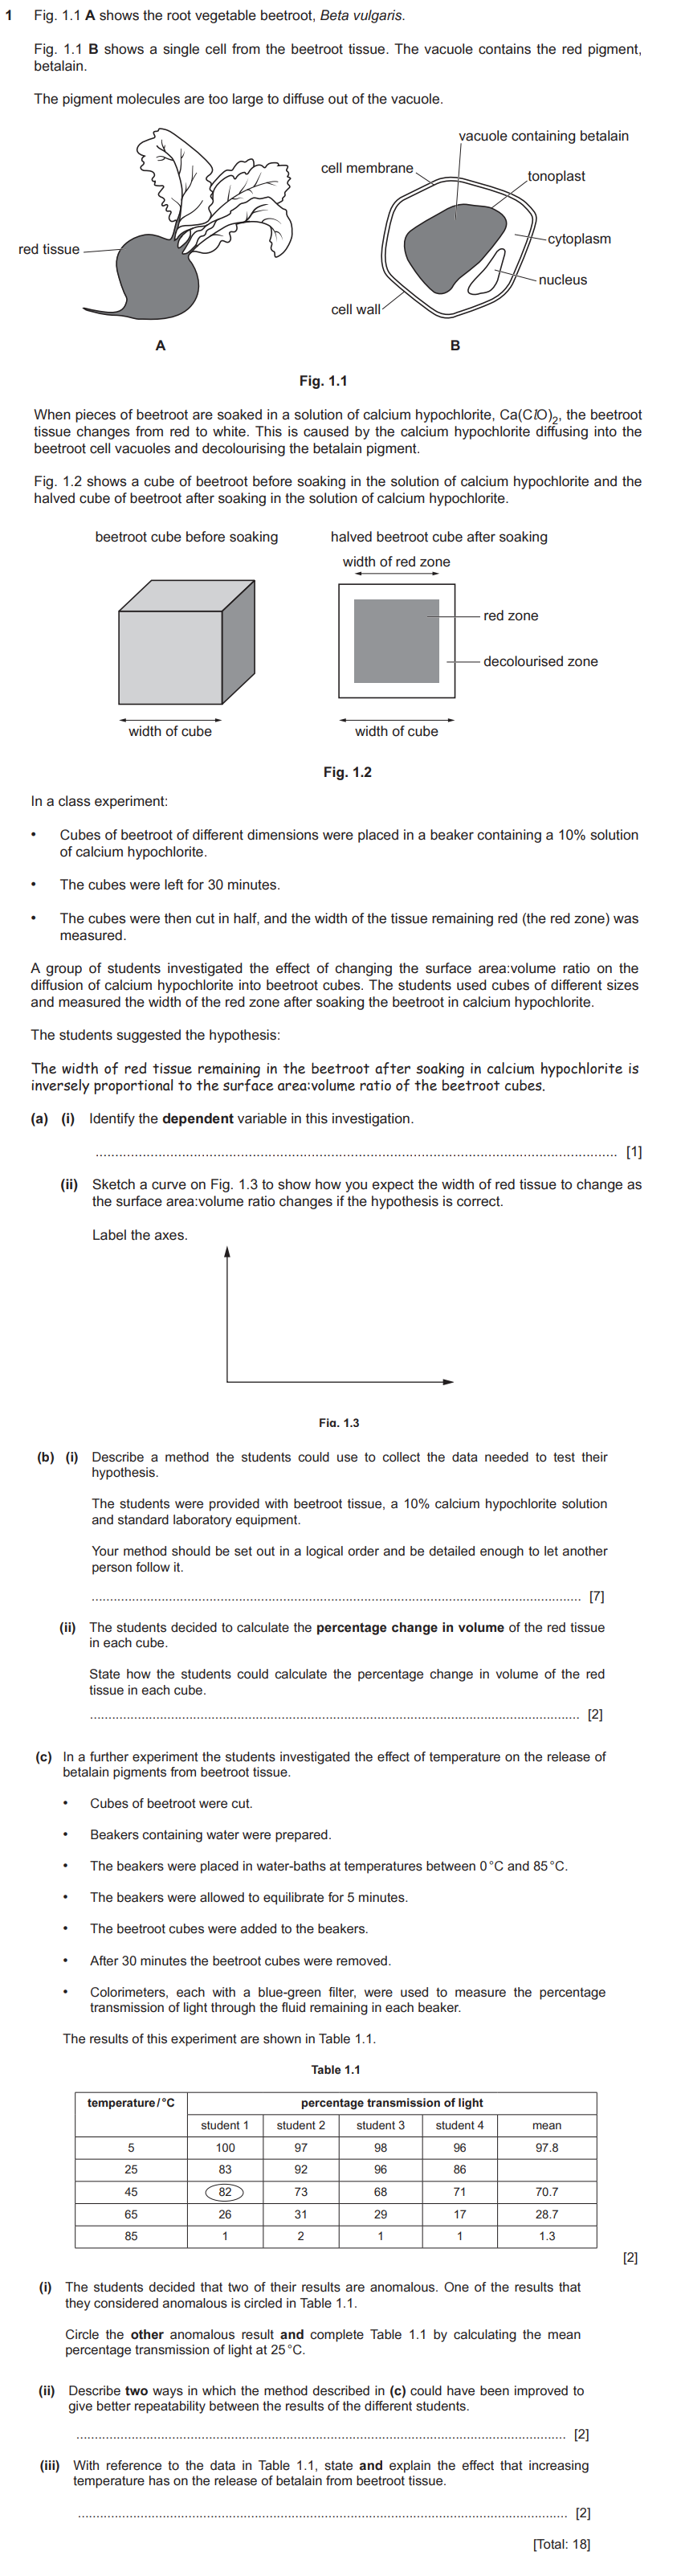 1 Fig. 1.1 A shows the root vegetable beetroot, Beta vulgaris.
Fig. 1.1 B shows a single cell from the beetroot tissue. The vacuole contains the red pigment,
betalain.
The pigment molecules are too large to diffuse out of the vacuole.
vacuole containing betalain
cell membrane
tonoplast
red tissue
cytoplasm
nucleus
cell wall
A
B
Fig. 1.1
When pieces of beetroot are soaked in a solution of calcium hypochlorite, Ca(ClO)₂, the beetroot
tissue changes from red to white. This is caused by the calcium hypochlorite diffusing into the
beetroot cell vacuoles and decolourising the betalain pigment.
Fig. 1.2 shows a cube of beetroot before soaking in the solution of calcium hypochlorite and the
halved cube of beetroot after soaking in the solution of calcium hypochlorite.
beetroot cube before soaking
halved beetroot cube after soaking
width of red zone
red zone
decolourised zone
width of cube
width of cube
Fig. 1.2
In a class experiment:
• Cubes of beetroot of different dimensions were placed in a beaker containing a 10% solution
of calcium hypochlorite.
• The cubes were left for 30 minutes.
• The cubes were then cut in half, and the width of the tissue remaining red (the red zone) was
measured.
A group of students investigated the effect of changing the surface area:volume ratio on the
diffusion of calcium hypochlorite into beetroot cubes. The students used cubes of different sizes
and measured the width of the red zone after soaking the beetroot in calcium hypochlorite.
The students suggested the hypothesis:
The width of red tissue remaining in the beetroot after soaking in calcium hypochlorite is
inversely proportional to the surface area:volume ratio of the beetroot cubes.
(a) (i) Identify the dependent variable in this investigation.
[1]
(ii) Sketch a curve on Fig. 1.3 to show how you expect the width of red tissue to change as
the surface area:volume ratio changes if the hypothesis is correct.
Label the axes.
Fig. 1.3
(b) (i) Describe a method the students could use to collect the data needed to test their
hypothesis.
The students were provided with beetroot tissue, a 10% calcium hypochlorite solution
and standard laboratory equipment.
Your method should be set out in a logical order and be detailed enough to let another
person follow it.
[7]
(ii) The students decided to calculate the percentage change in volume of the red tissue
in each cube.
State how the students could calculate the percentage change in volume of the red
tissue in each cube.
[2]
(c) In a further experiment the students investigated the effect of temperature on the release of
betalain pigments from beetroot tissue.
• Cubes of beetroot were cut.
• Beakers containing water were prepared.
• The beakers were placed in water-baths at temperatures between 0 °C and 85 °C.
• The beakers were allowed to equilibrate for 5 minutes.
• The beetroot cubes were added to the beakers.
• After 30 minutes the beetroot cubes were removed.
• Colorimeters, each with a blue-green filter, were used to measure the percentage
transmission of light through the fluid remaining in each beaker.
The results of this experiment are shown in Table 1.1.
Table 1.1
temperature / °C percentage transmission of light
student 1 student 2 student 3 student 4 mean
5 100 97 98 96 97.8
25 83 92 96 86
45 82 73 68 71 70.7
65 26 31 29 17 28.7
85 1 2 1 1 1.3
[2]
(i) The students decided that two of their results are anomalous. One of the results that
they considered anomalous is circled in Table 1.1.
Circle the other anomalous result and complete Table 1.1 by calculating the mean
percentage transmission of light at 25 °C.
(ii) Describe two ways in which the method described in (c) could have been improved to
give better repeatability between the results of the different students.
[2]
(iii) With reference to the data in Table 1.1, state and explain the effect that increasing
temperature has on the release of betalain from beetroot tissue.
[2]
[Total: 18]